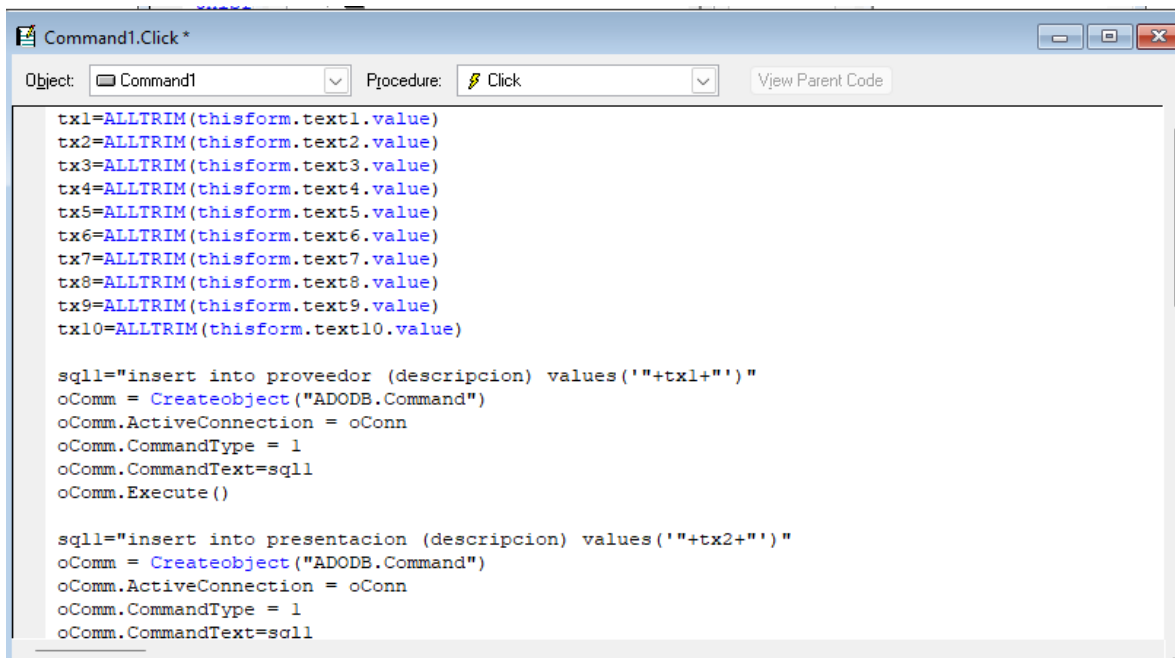 Command1.Click *
Object: Command1 Procedure: Click View Parent Code
tx1=ALLTRIM(thisform.text1.value)
tx2=ALLTRIM(thisform.text2.value)
tx3=ALLTRIM(thisform.text3.value)
tx4=ALLTRIM(thisform.text4.value)
tx5=ALLTRIM(thisform.text5.value)
tx6=ALLTRIM(thisform.text6.value)
tx7=ALLTRIM(thisform.text7.value)
tx8=ALLTRIM(thisform.text8.value)
tx9=ALLTRIM(thisform.text9.value)
tx10=ALLTRIM(thisform.text10.value)
sql1="insert into proveedor (descripcion) values('"+tx1+"')"
oComm = Createobject("ADODB.Command")
oComm.ActiveConnection = oConn
oComm.CommandType = 1
oComm.CommandText=sql1
oComm.Execute()
sql1="insert into presentacion (descripcion) values('"+tx2+"')"
oComm = Createobject("ADODB.Command")
oComm.ActiveConnection = oConn
oComm.CommandType = 1
oComm.CommandText=sql1